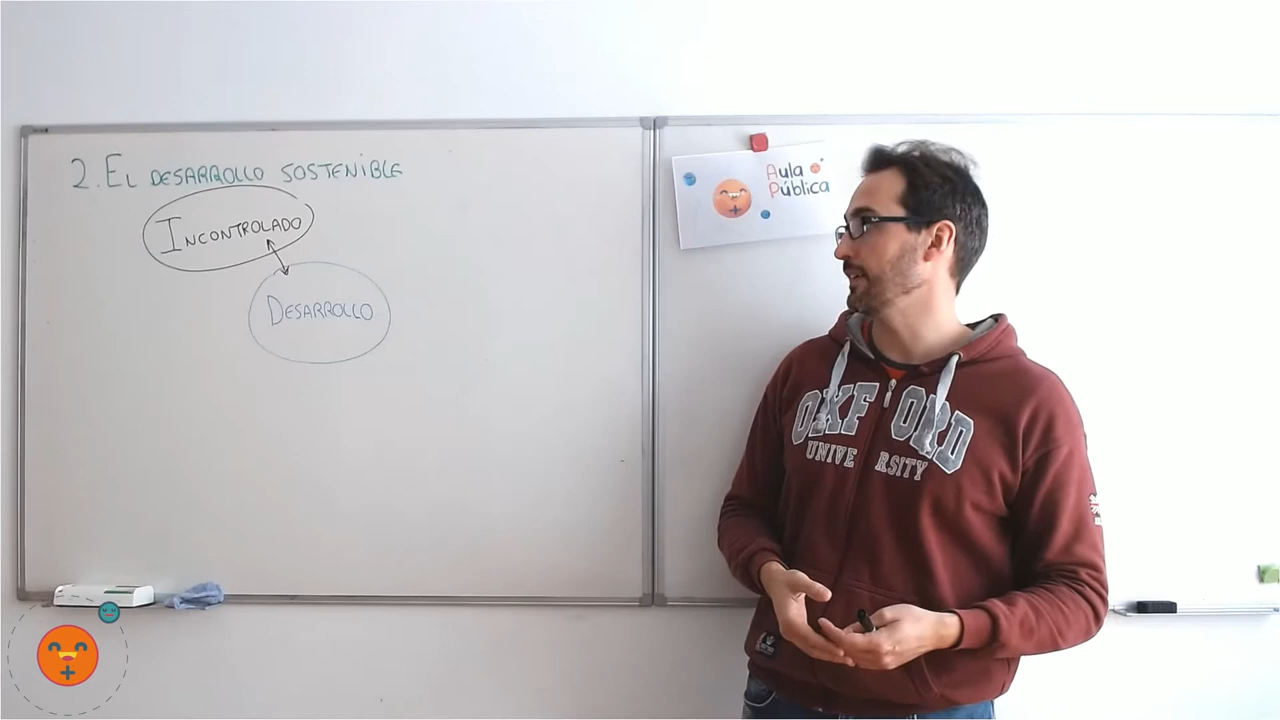 2. EL DESARROLLO SOSTENIBLE
INCONTROLADO
DESARROLLO
Aula
Pública
OXFORD
UNIVERSITY